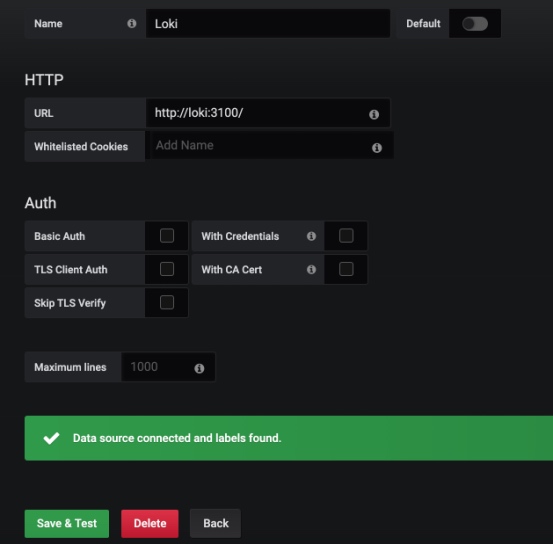 Name Loki Default
HTTP
URL http://loki:3100/
Whitelisted Cookies Add Name
Auth
Basic Auth With Credentials
TLS Client Auth With CA Cert
Skip TLS Verify
Maximum lines 1000
Data source connected and labels found.
Save & Test Delete Back